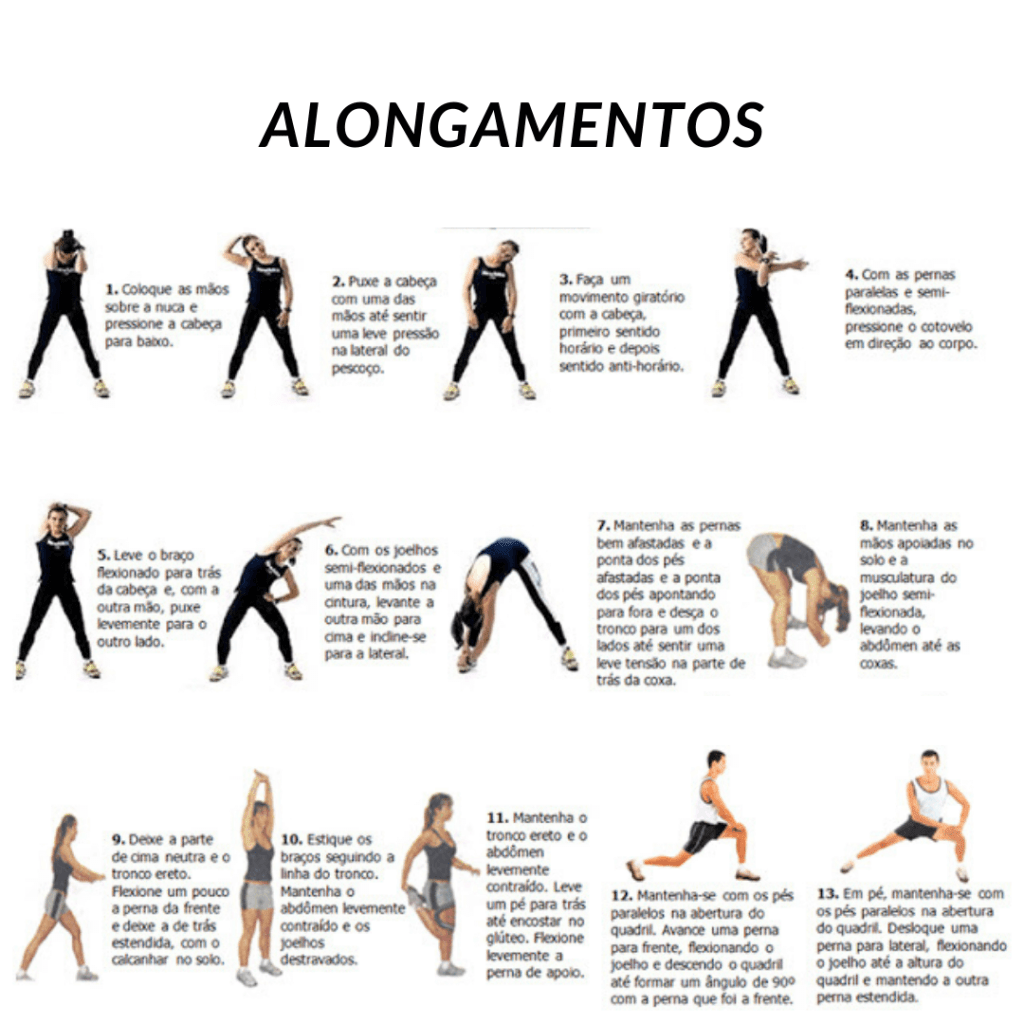 ALONGAMENTOS
1. Coloque as mãos
sobre a nuca e
pressione a cabeça
para baixo.
2. Puxe a cabeça
com uma das
mãos até sentir
uma leve pressão
na lateral do
pescoço.
3. Faça um
movimento giratório
com a cabeça,
primeiro sentido
horário e depois
sentido anti-horário.
4. Com as pernas
paralelas e semi-
flexionadas,
pressione o cotovelo
em direção ao corpo.
5. Leve o braço
flexionado para trás
da cabeça e, com a
outra mão, puxe
levemente para o
outro lado.
6. Com os joelhos
semi-flexionados e
uma das mãos na
cintura, levante a
outra mão para
cima e incline-se
para a lateral.
7. Mantenha as pernas
bem afastadas e a
ponta dos pés
afastadas e a ponta
dos pés apontando
para fora e desça o
tronco para um dos
lados até sentir uma
leve tensão na parte de
trás da coxa.
8. Mantenha as
mãos apoiadas no
solo e a
musculatura do
joelho semi-
flexionada,
levando o
abdômen até as
coxas.
9. Deixe a parte
de cima neutra e o
tronco ereto.
Flexione um pouco
a perna da frente
e deixe a de trás
estendida, com o
calcanhar no solo.
10. Estique os
braços seguindo a
linha do tronco.
Mantenha o
abdômen levemente
contraído e os
joelhos
destravados.
11. Mantenha o
tronco ereto e o
abdômen
levemente
contraído. Leve
um pé para trás
até encostar no
glúteo. Flexione
levemente a
perna de apoio.
12. Mantenha-se com os pés
paralelos na abertura do
quadril. Avance uma perna
para frente, flexionando o
joelho e descendo o quadril
até formar um ângulo de 90º
com a perna que foi a frente.
13. Em pé, mantenha-se com
os pés paralelos na abertura
do quadril. Desloque uma
perna para lateral, flexionando
o joelho até a altura do
quadril e mantendo a outra
perna estendida.